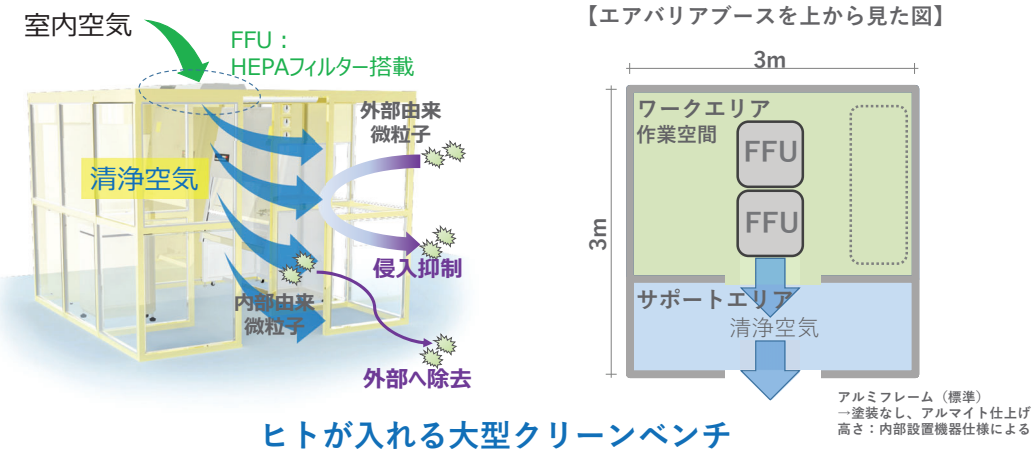 室内空気
FFU：
HEPAフィルター搭載
外部由来
微粒子
清浄空気
侵入抑制
内部由来
微粒子
外部へ除去
【エアバリアブースを上から見た図】
3m
3m
ワークエリア
作業空間
FFU
FFU
サポートエリア
清浄空気
アルミフレーム（標準）
→塗装なし、アルマイト仕上げ
高さ：内部設置機器仕様による
ヒトが入れる大型クリーンベンチ